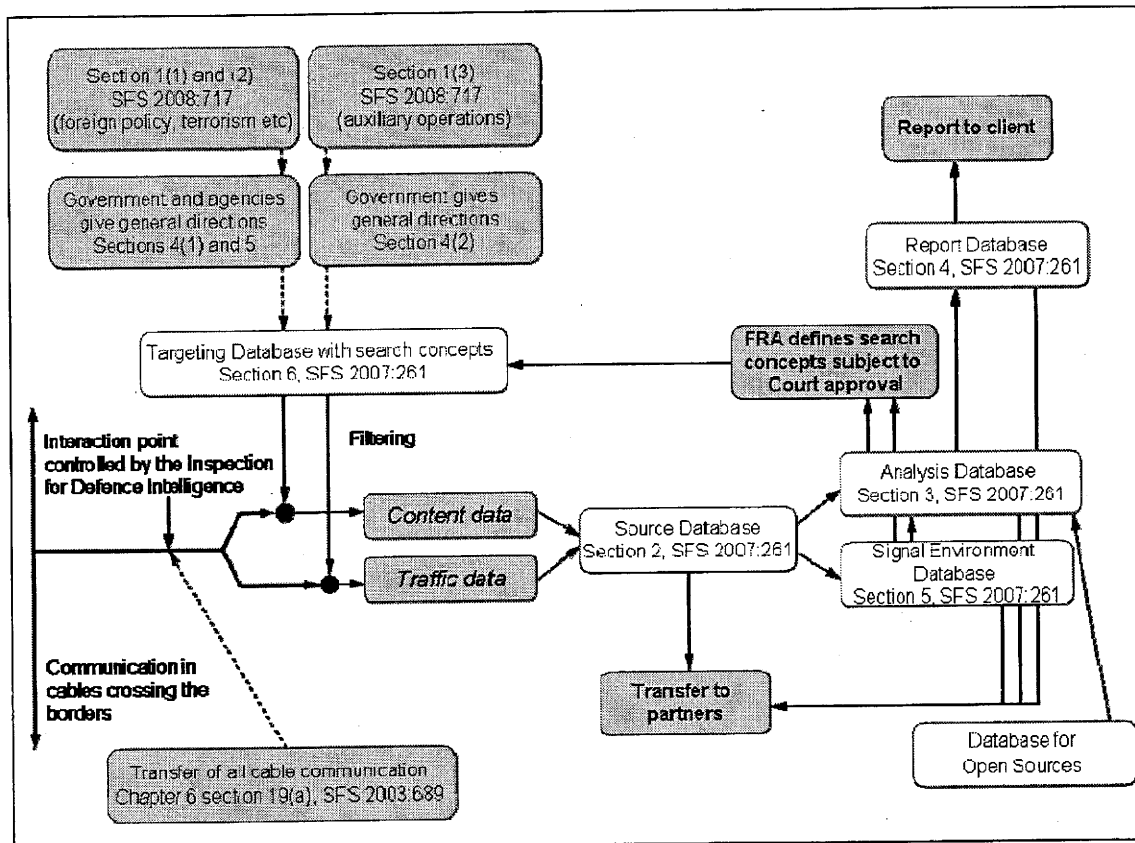 Section 1(1) and (2)
SFS 2008:717
(foreign policy, terrorism etc)
Section 1(3)
SFS 2008:717
(auxiliary operations)
Report to client
Government and agencies
give general directions
Sections 4(1) and 5
Government gives
general directions
Section 4(2)
Report Database
Section 4, SFS 2007:261
Targeting Database with search concepts
Section 6, SFS 2007:261
FRA defines search
concepts subject to
Court approval
Interaction point
controlled by the Inspection
for Defence Intelligence
Filtering
Content data
Traffic data
Source Database
Section 2, SFS 2007:261
Analysis Database
Section 3, SFS 2007:261
Signal Environment
Database
Section 5, SFS 2007:261
Communication in
cables crossing the
borders
Transfer to
partners
Database for
Open Sources
Transfer of all cable communication
Chapter 6 section 19(a), SFS 2003:689